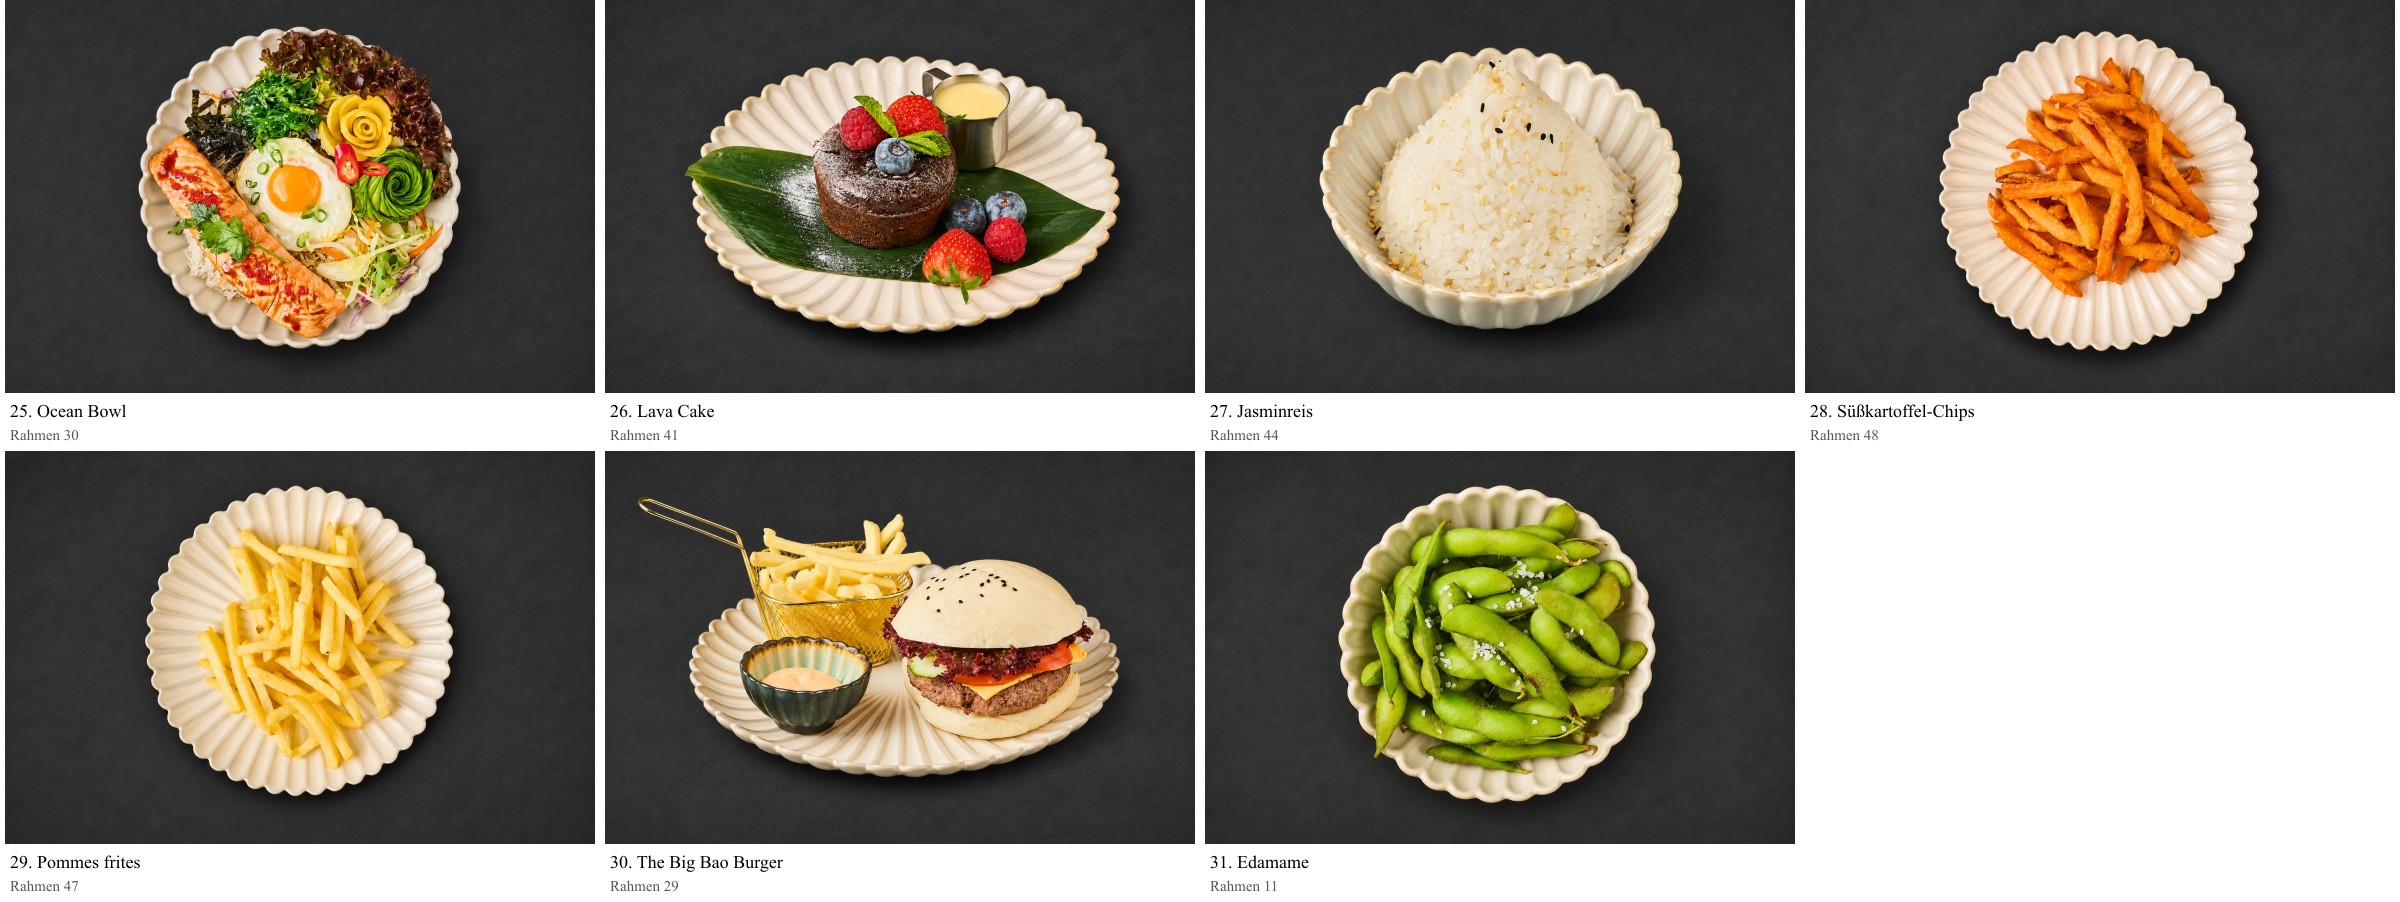 25. Ocean Bowl
Rahmen 30
26. Lava Cake
Rahmen 41
27. Jasminreis
Rahmen 44
28. Süßkartoffel-Chips
Rahmen 48
29. Pommes frites
Rahmen 47
30. The Big Bao Burger
Rahmen 29
31. Edamame
Rahmen 11